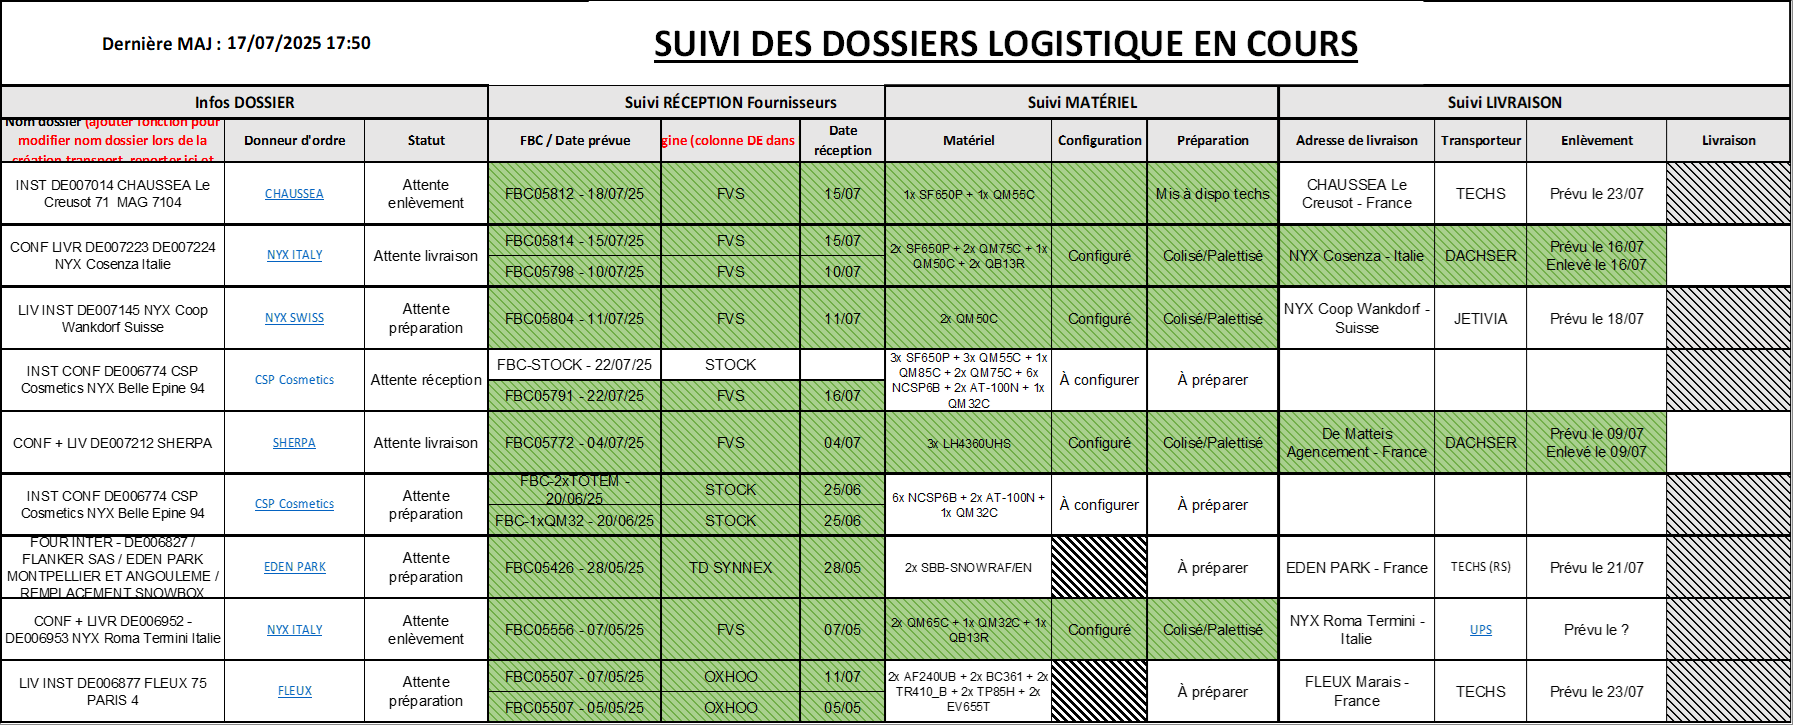 Dernière MAJ : 17/07/2025 17:50
SUIVI DES DOSSIERS LOGISTIQUE EN COURS
Infos DOSSIER
Suivi RÉCEPTION Fournisseurs
Suivi MATÉRIEL
Suivi LIVRAISON
Nom dossier (ajouter fonction pour
modifier nom dossier lors de la
création transport, reporter ici et
Donneur d'ordre
Statut
FBC / Date prévue
gine (colonne DE dans
Date
réception
Matériel
Configuration
Préparation
Adresse de livraison
Transporteur
Enlèvement
Livraison
INST DE007014 CHAUSSEA Le
Creusot 71 MAG 7104
CHAUSSEA
Attente
enlèvement
FBC05812 - 18/07/25
FVS
15/07
1x SF650P + 1x QM55C
Mis à dispo techs
CHAUSSEA Le
Creusot - France
TECHS
Prévu le 23/07
CONF LIVR DE007223 DE007224
NYX Cosenza Italie
NYX ITALY
Attente livraison
FBC05814 - 15/07/25
FVS
15/07
FBC05798 - 10/07/25
FVS
10/07
2x SF650P + 2x QM75C + 1x
QM50C + 2x QB13R
Configuré
Colisé/Palettisé
NYX Cosenza - Italie
DACHSER
Prévu le 16/07
Enlevé le 16/07
LIV INST DE007145 NYX Coop
Wankdorf Suisse
NYX SWISS
Attente
préparation
FBC05804 - 11/07/25
FVS
11/07
2x QM50C
Configuré
Colisé/Palettisé
NYX Coop Wankdorf -
Suisse
JETIVIA
Prévu le 18/07
INST CONF DE006774 CSP
Cosmetics NYX Belle Epine 94
CSP Cosmetics
Attente réception
FBC-STOCK - 22/07/25
STOCK
FBC05791 - 22/07/25
FVS
16/07
3x SF650P + 3x QM55C + 1x
QM85C + 2x QM75C + 6x
NCSP6B + 2x AT-100N + 1x
QM32C
À configurer
À préparer
CONF + LIV DE007212 SHERPA
SHERPA
Attente livraison
FBC05772 - 04/07/25
FVS
04/07
3x LH4360UHS
Configuré
Colisé/Palettisé
De Matteis
Agencement - France
DACHSER
Prévu le 09/07
Enlevé le 09/07
INST CONF DE006774 CSP
Cosmetics NYX Belle Epine 94
CSP Cosmetics
Attente
préparation
FBC-2xTOTEM -
20/06/25
STOCK
25/06
FBC-1xQM32 - 20/06/25
STOCK
25/06
6x NCSP6B + 2x AT-100N +
1x QM32C
À configurer
À préparer
FOUR INTER - DE006827 /
FLANKER SAS / EDEN PARK
MONTPELLIER ET ANGOULEME /
REMPLACEMENT SNOWBOX
EDEN PARK
Attente
préparation
FBC05426 - 28/05/25
TD SYNNEX
28/05
2x SBB-SNOWRAF/EN
À préparer
EDEN PARK - France
TECHS (RS)
Prévu le 21/07
CONF + LIVR DE006952 -
DE006953 NYX Roma Termini Italie
NYX ITALY
Attente
enlèvement
FBC05556 - 07/05/25
FVS
07/05
2x QM65C + 1x QM32C + 1x
QB13R
Configuré
Colisé/Palettisé
NYX Roma Termini -
Italie
UPS
Prévu le ?
LIV INST DE006877 FLEUX 75
PARIS 4
FLEUX
Attente
préparation
FBC05507 - 07/05/25
OXHOO
11/07
FBC05507 - 05/05/25
OXHOO
05/05
2x AF240UB + 2x BC361 + 2x
TR410_B + 2x TP85H + 2x
EV655T
À préparer
FLEUX Marais -
France
TECHS
Prévu le 23/07